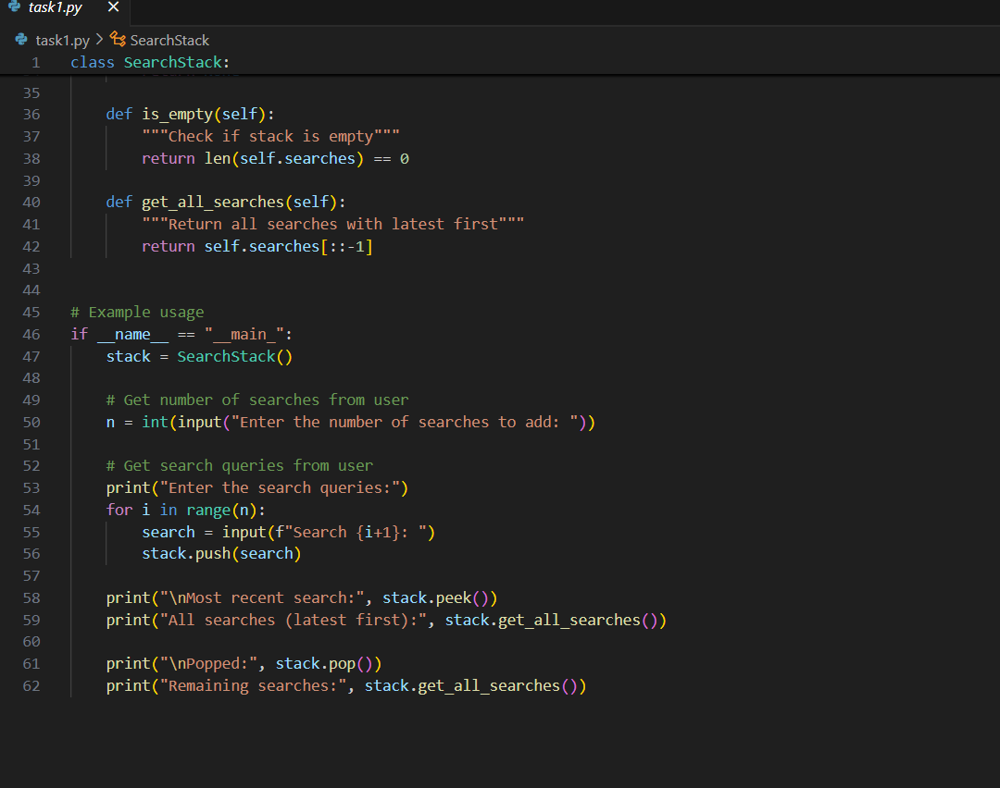 task1.py ×
task1.py > SearchStack
1 class SearchStack:
35
36 def is_empty(self):
37 """Check if stack is empty"""
38 return len(self.searches) == 0
39
40 def get_all_searches(self):
41 """Return all searches with latest first"""
42 return self.searches[::-1]
43
44
45 # Example usage
46 if __name__ == "__main_":
47 stack = SearchStack()
48
49 # Get number of searches from user
50 n = int(input("Enter the number of searches to add: "))
51
52 # Get search queries from user
53 print("Enter the search queries:")
54 for i in range(n):
55 search = input(f"Search {i+1}: ")
56 stack.push(search)
57
58 print("\nMost recent search:", stack.peek())
59 print("All searches (latest first):", stack.get_all_searches())
60
61 print("\nPopped:", stack.pop())
62 print("Remaining searches:", stack.get_all_searches())